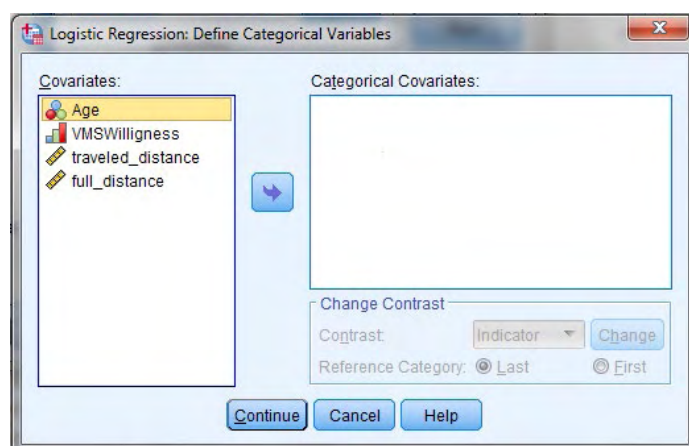 Logistic Regression: Define Categorical Variables
Covariates:
Age
VMSWilligness
traveled_distance
full_distance
Categorical Covariates:
Change Contrast
Contrast: Indicator Change
Reference Category: Last First
Continue Cancel Help